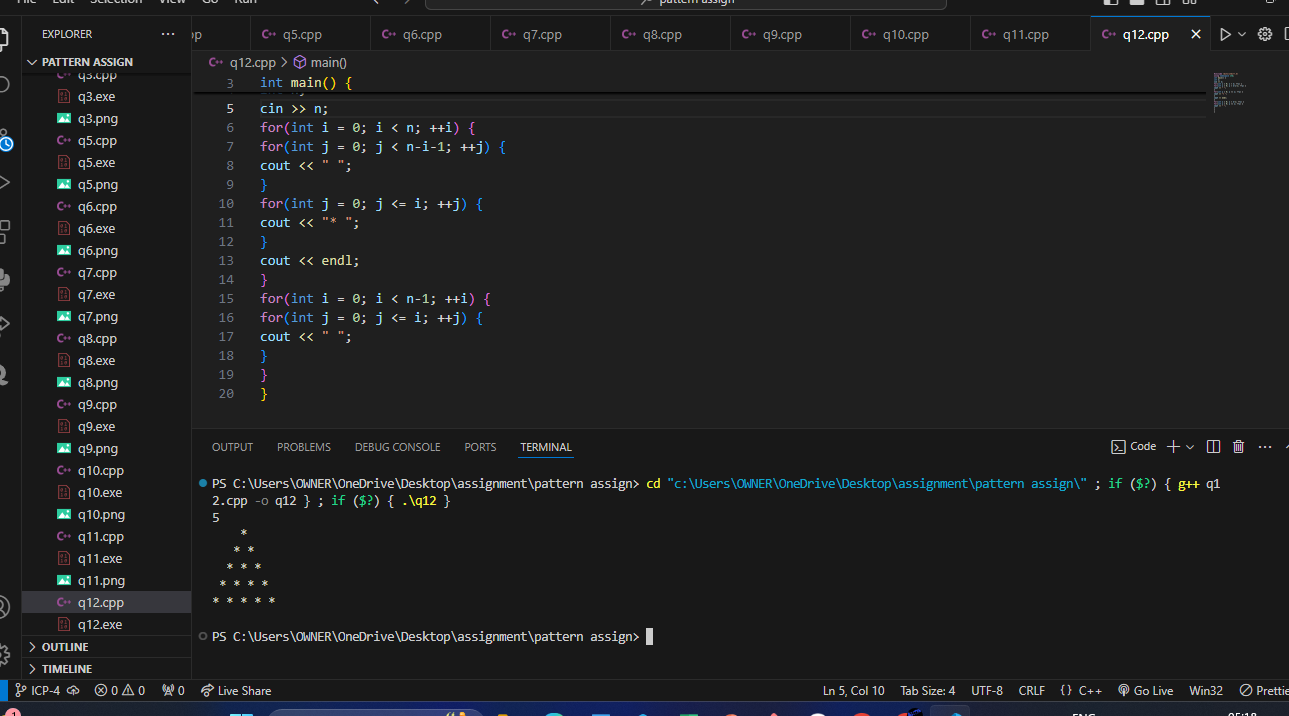 File Edit Selection View Go Run
pattern assign
EXPLORER
PATTERN ASSIGN
q3.cpp
q3.exe
q3.png
q5.cpp
q5.exe
q5.png
q6.cpp
q6.exe
q6.png
q7.cpp
q7.exe
q7.png
q8.cpp
q8.exe
q8.png
q9.cpp
q9.exe
q9.png
q10.cpp
q10.exe
q10.png
q11.cpp
q11.exe
q11.png
q12.cpp
q12.exe
OUTLINE
TIMELINE
pp q5.cpp q6.cpp q7.cpp q8.cpp q9.cpp q10.cpp q11.cpp q12.cpp
q12.cpp > main()
3 int main() {
5 cin >> n;
6 for(int i = 0; i < n; ++i) {
7 for(int j = 0; j < n-i-1; ++j) {
8 cout << " ";
9 }
10 for(int j = 0; j <= i; ++j) {
11 cout << "* ";
12 }
13 cout << endl;
14 }
15 for(int i = 0; i < n-1; ++i) {
16 for(int j = 0; j <= i; ++j) {
17 cout << " ";
18 }
19 }
20 }
OUTPUT PROBLEMS DEBUG CONSOLE PORTS TERMINAL
Code
PS C:\Users\OWNER\OneDrive\Desktop\assignment\pattern assign> cd "c:\Users\OWNER\OneDrive\Desktop\assignment\pattern assign\" ; if ($?) { g++ q1
2.cpp -o q12 } ; if ($?) { .\q12 }
5
*
* *
* * *
* * * *
* * * * *
PS C:\Users\OWNER\OneDrive\Desktop\assignment\pattern assign>
ICP-4 0 0 0 Live Share Ln 5, Col 10 Tab Size: 4 UTF-8 CRLF {} C++ Go Live Win32 Prettie
1 ENG 05:18